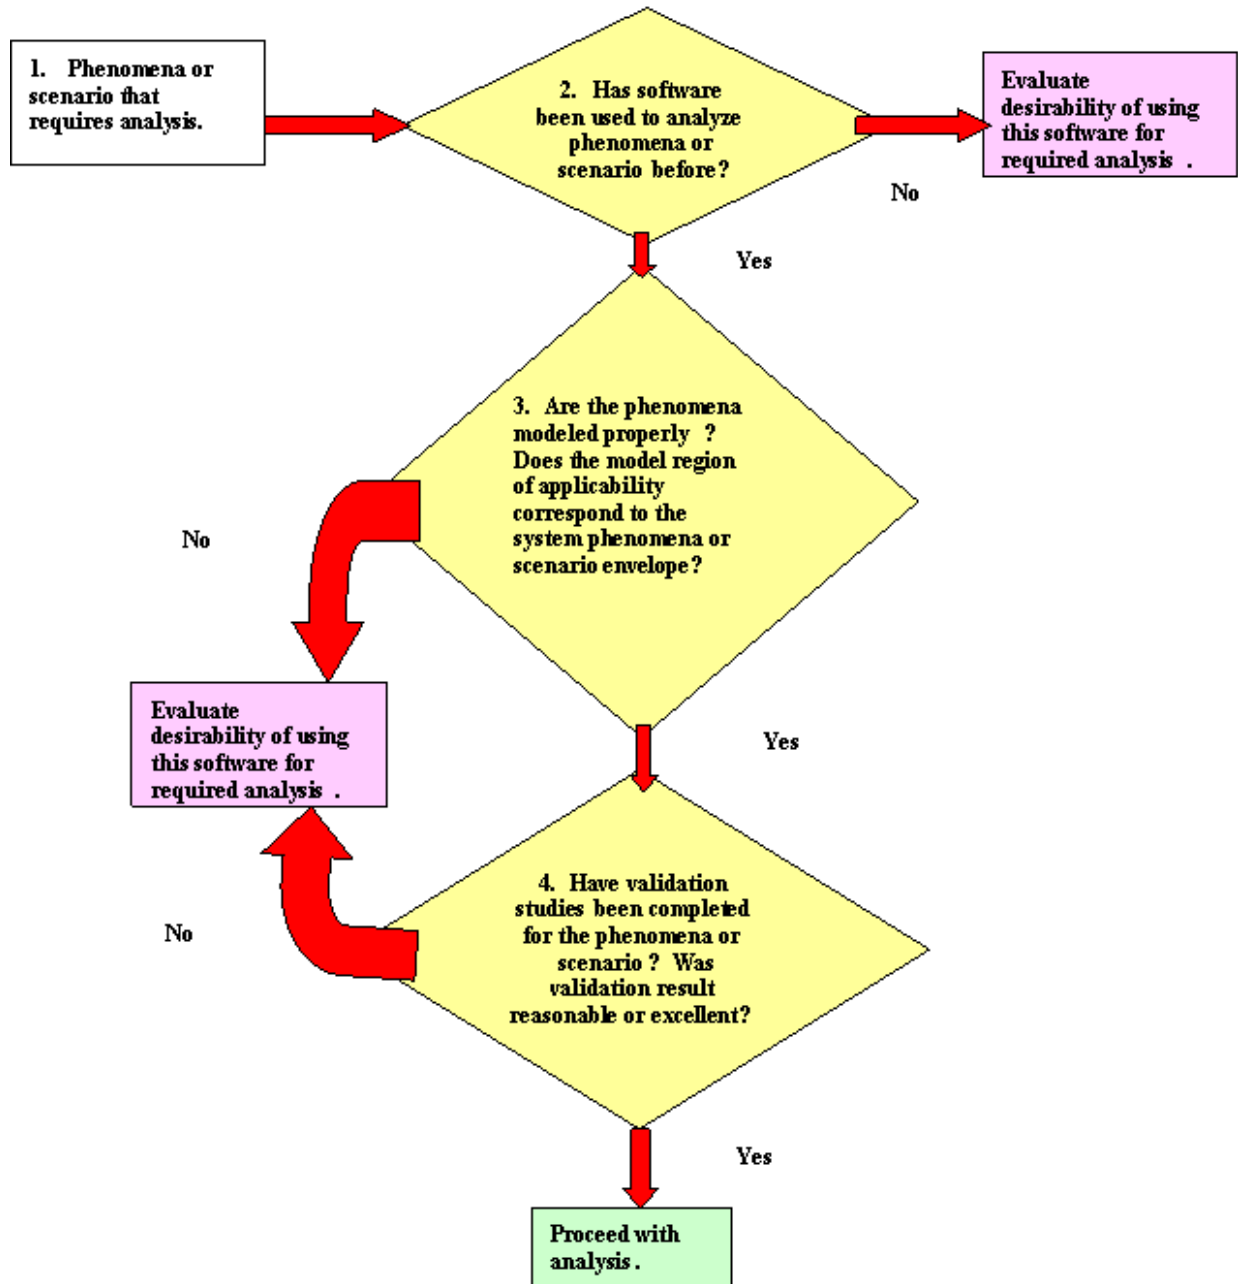 1. Phenomena or
scenario that
requires analysis.
2. Has software
been used to analyze
phenomena or
scenario before?
Evaluate
desirability of using
this software for
required analysis .
No
Yes
3. Are the phenomena
modeled properly ?
Does the model region
of applicability
correspond to the
system phenomena or
scenario envelope?
No
Yes
Evaluate
desirability of using
this software for
required analysis .
4. Have validation
studies been completed
for the phenomena or
scenario ? Was
validation result
reasonable or excellent?
No
Yes
Proceed with
analysis .